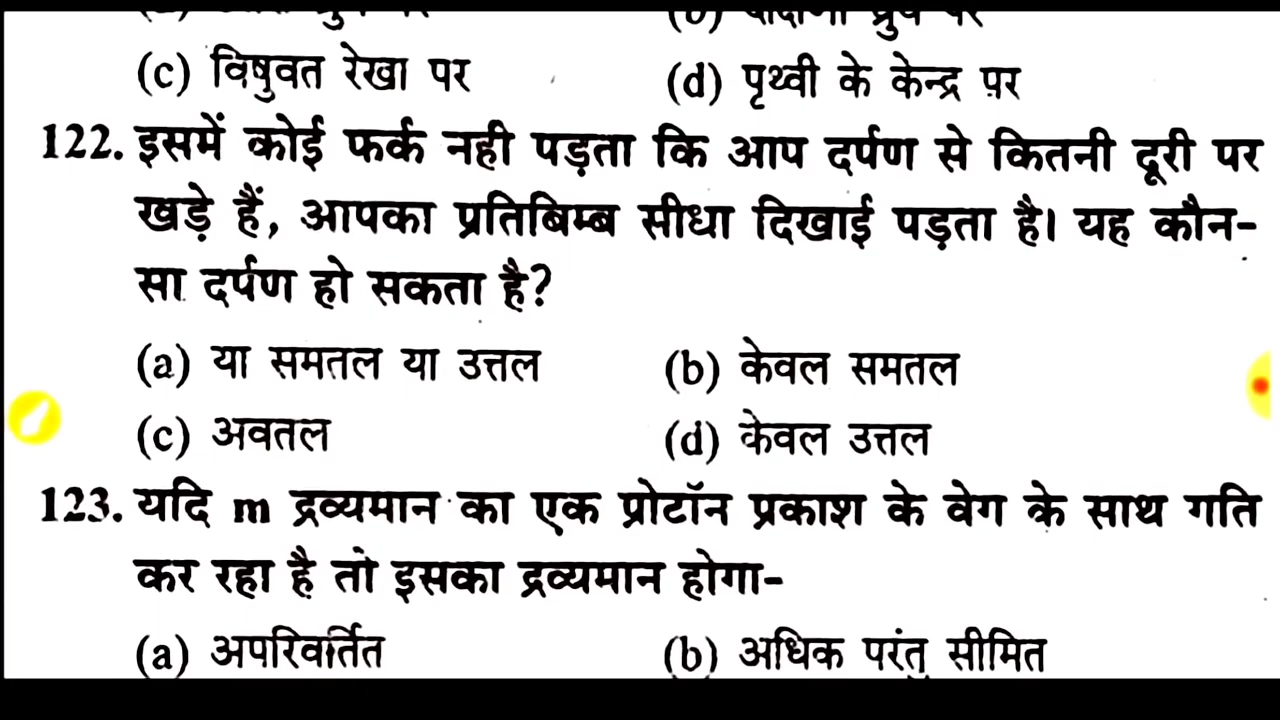 (c) विषुवत रेखा पर (d) पृथ्वी के केन्द्र पर
122. इसमें कोई फर्क नही पड़ता कि आप दर्पण से कितनी दूरी पर
खड़े हैं, आपका प्रतिबिम्ब सीधा दिखाई पड़ता है। यह कौन-
सा दर्पण हो सकता है?
(a) या समतल या उत्तल (b) केवल समतल
(c) अवतल (d) केवल उत्तल
123. यदि m द्रव्यमान का एक प्रोटॉन प्रकाश के वेग के साथ गति
कर रहा है तो इसका द्रव्यमान होगा-
(a) अपरिवर्तित (b) अधिक परंतु सीमित